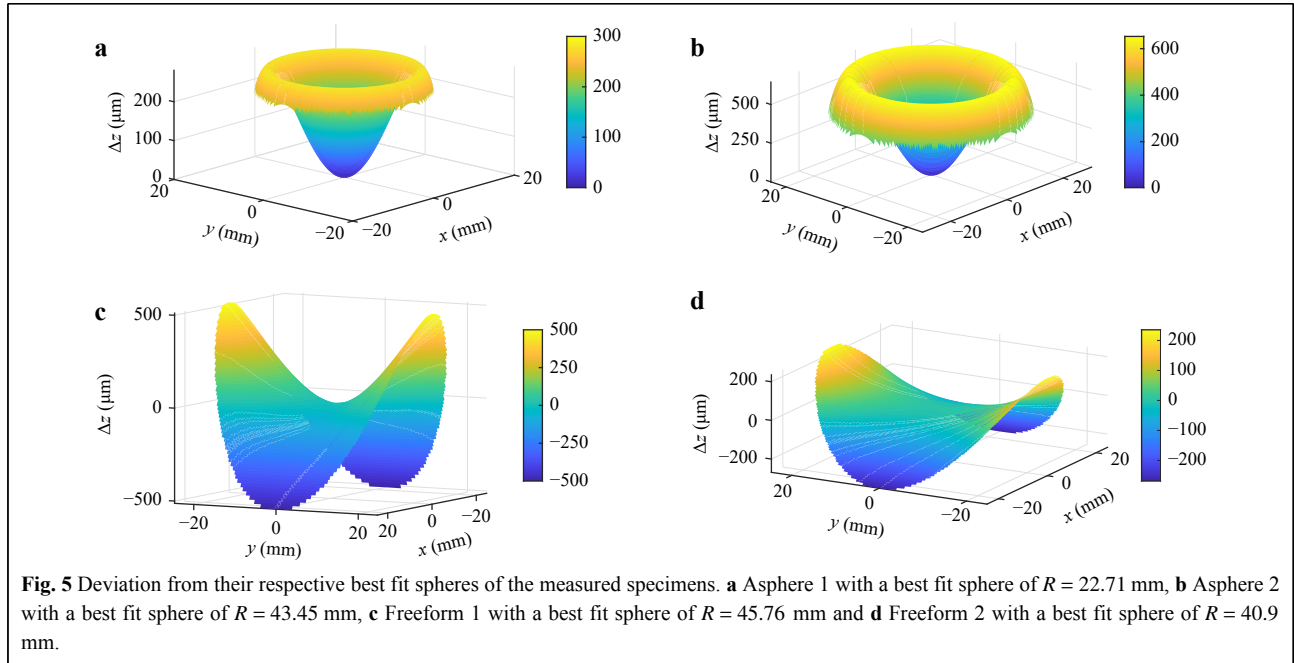 a
300
200
100
0
200
100
0
Δz (μm)
20
0
−20
y (mm)
−20
0
20
x (mm)
b
600
400
200
0
500
250
0
Δz (μm)
20
0
−20
y (mm)
−20
0
20
x (mm)
c
500
250
0
−250
−500
500
0
−500
Δz (μm)
−20
0
20
y (mm)
20
0
−20
x (mm)
d
200
100
0
−100
−200
200
0
−200
Δz (μm)
20
0
−20
y (mm)
−20
0
20
x (mm)
Fig. 5 Deviation from their respective best fit spheres of the measured specimens. a Asphere 1 with a best fit sphere of R = 22.71 mm, b Asphere 2
with a best fit sphere of R = 43.45 mm, c Freeform 1 with a best fit sphere of R = 45.76 mm and d Freeform 2 with a best fit sphere of R = 40.9
mm.